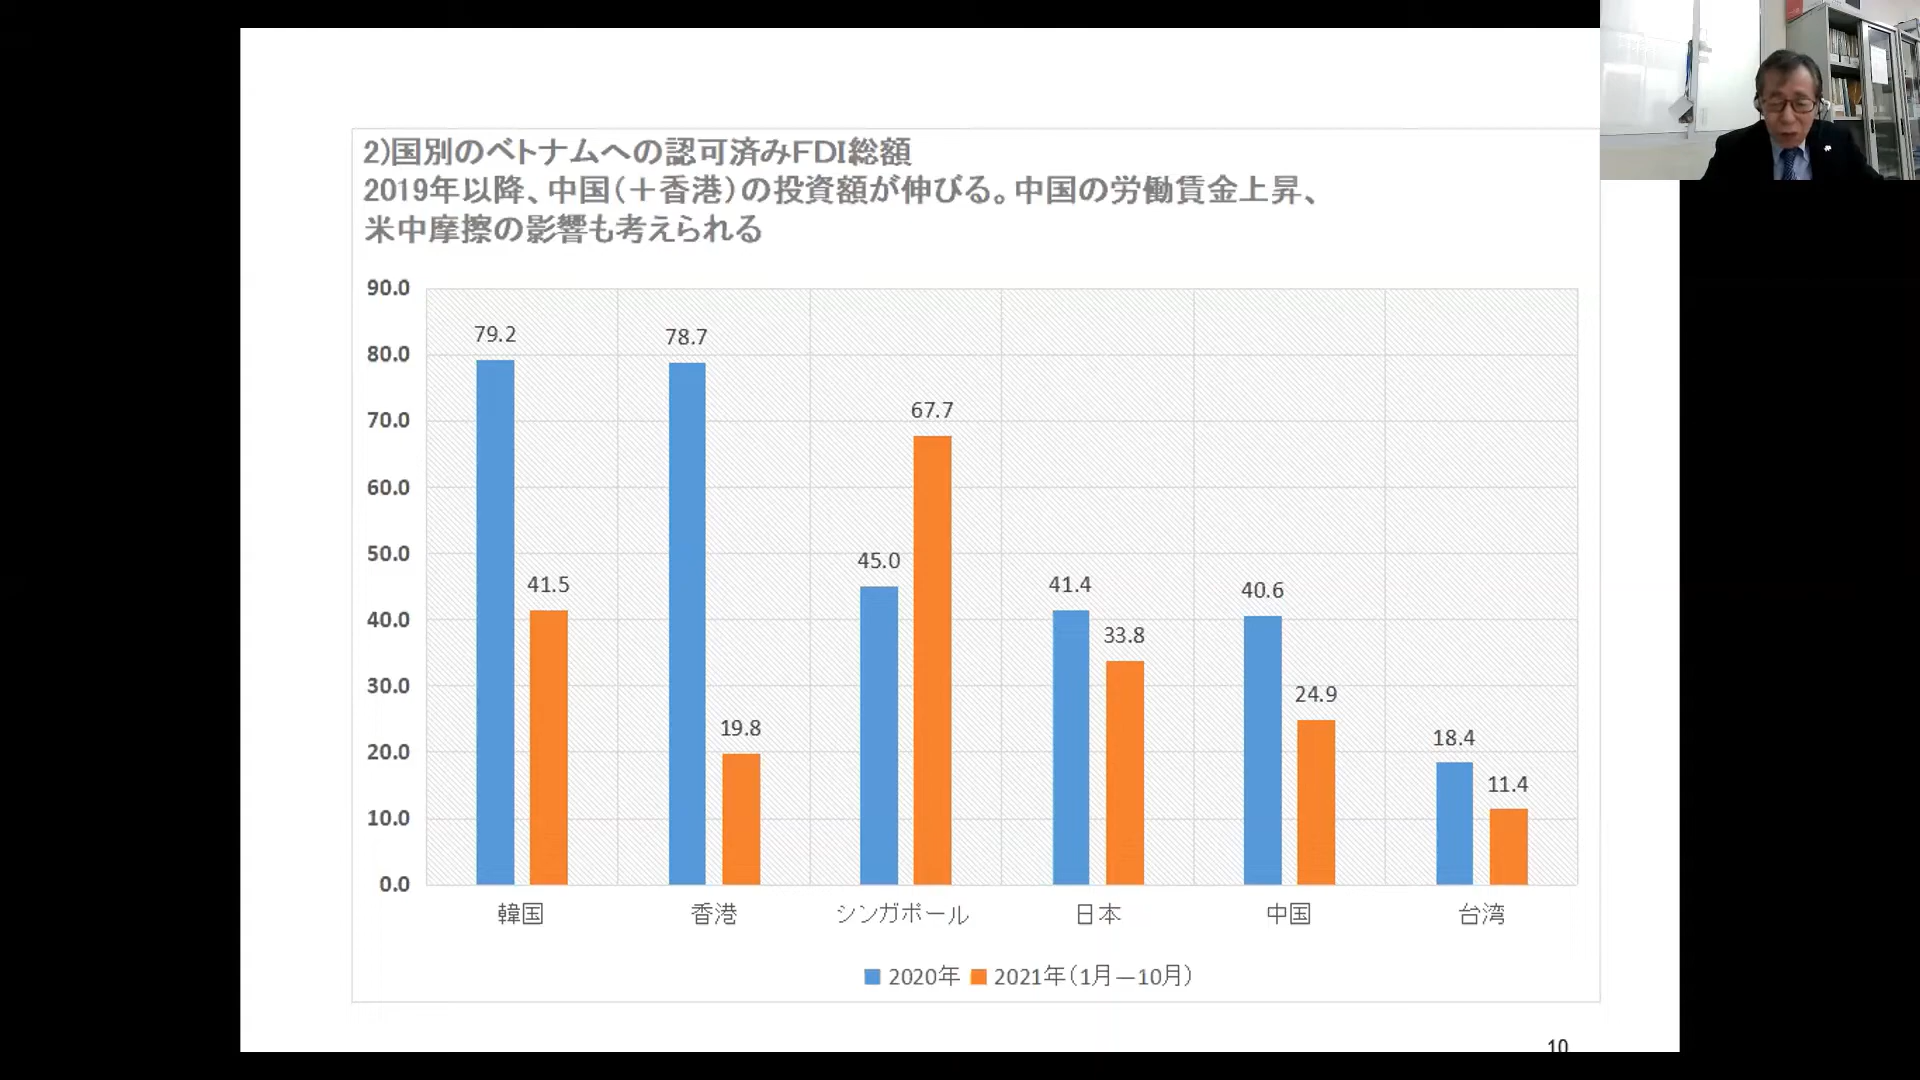 2)国別のベトナムへの認可済みFDI総額
2019年以降、中国（＋香港）の投資額が伸びる。中国の労働賃金上昇、
米中摩擦の影響も考えられる
90.0
80.0
70.0
60.0
50.0
40.0
30.0
20.0
10.0
0.0
79.2
41.5
78.7
19.8
45.0
67.7
41.4
33.8
40.6
24.9
18.4
11.4
韓国
香港
シンガポール
日本
中国
台湾
2020年 2021年（1月―10月）
10